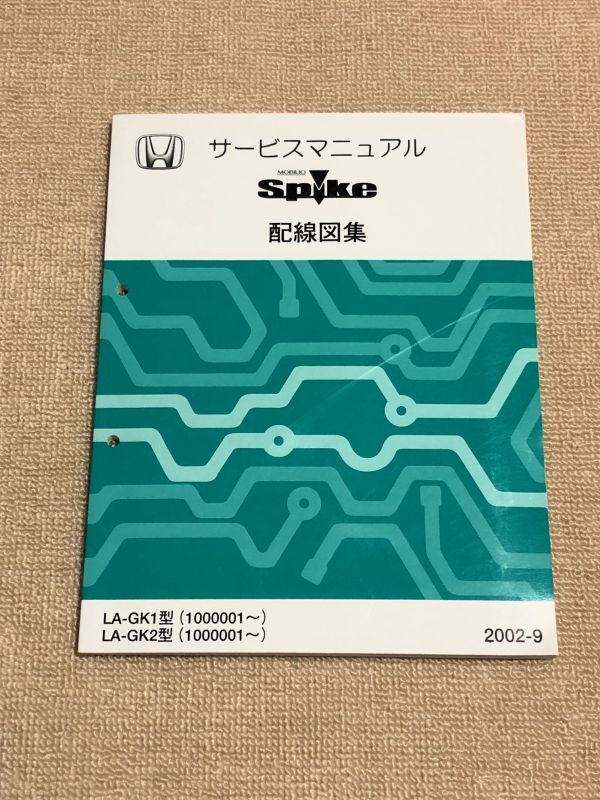 サービスマニュアル
MOBILIO
Spike
配線図集
LA-GK1型 (1000001〜)
LA-GK2型 (1000001〜)
2002-9